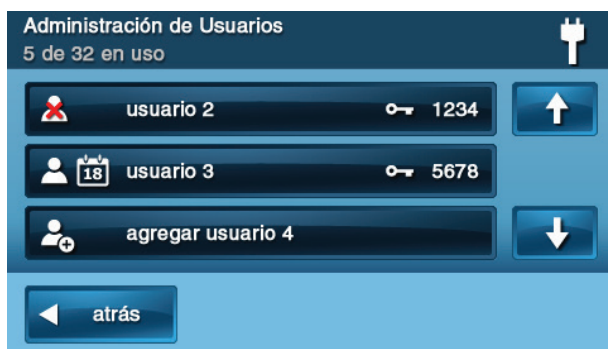 Administración de Usuarios
5 de 32 en uso
usuario 2 1234
18 usuario 3 5678
agregar usuario 4
atrás